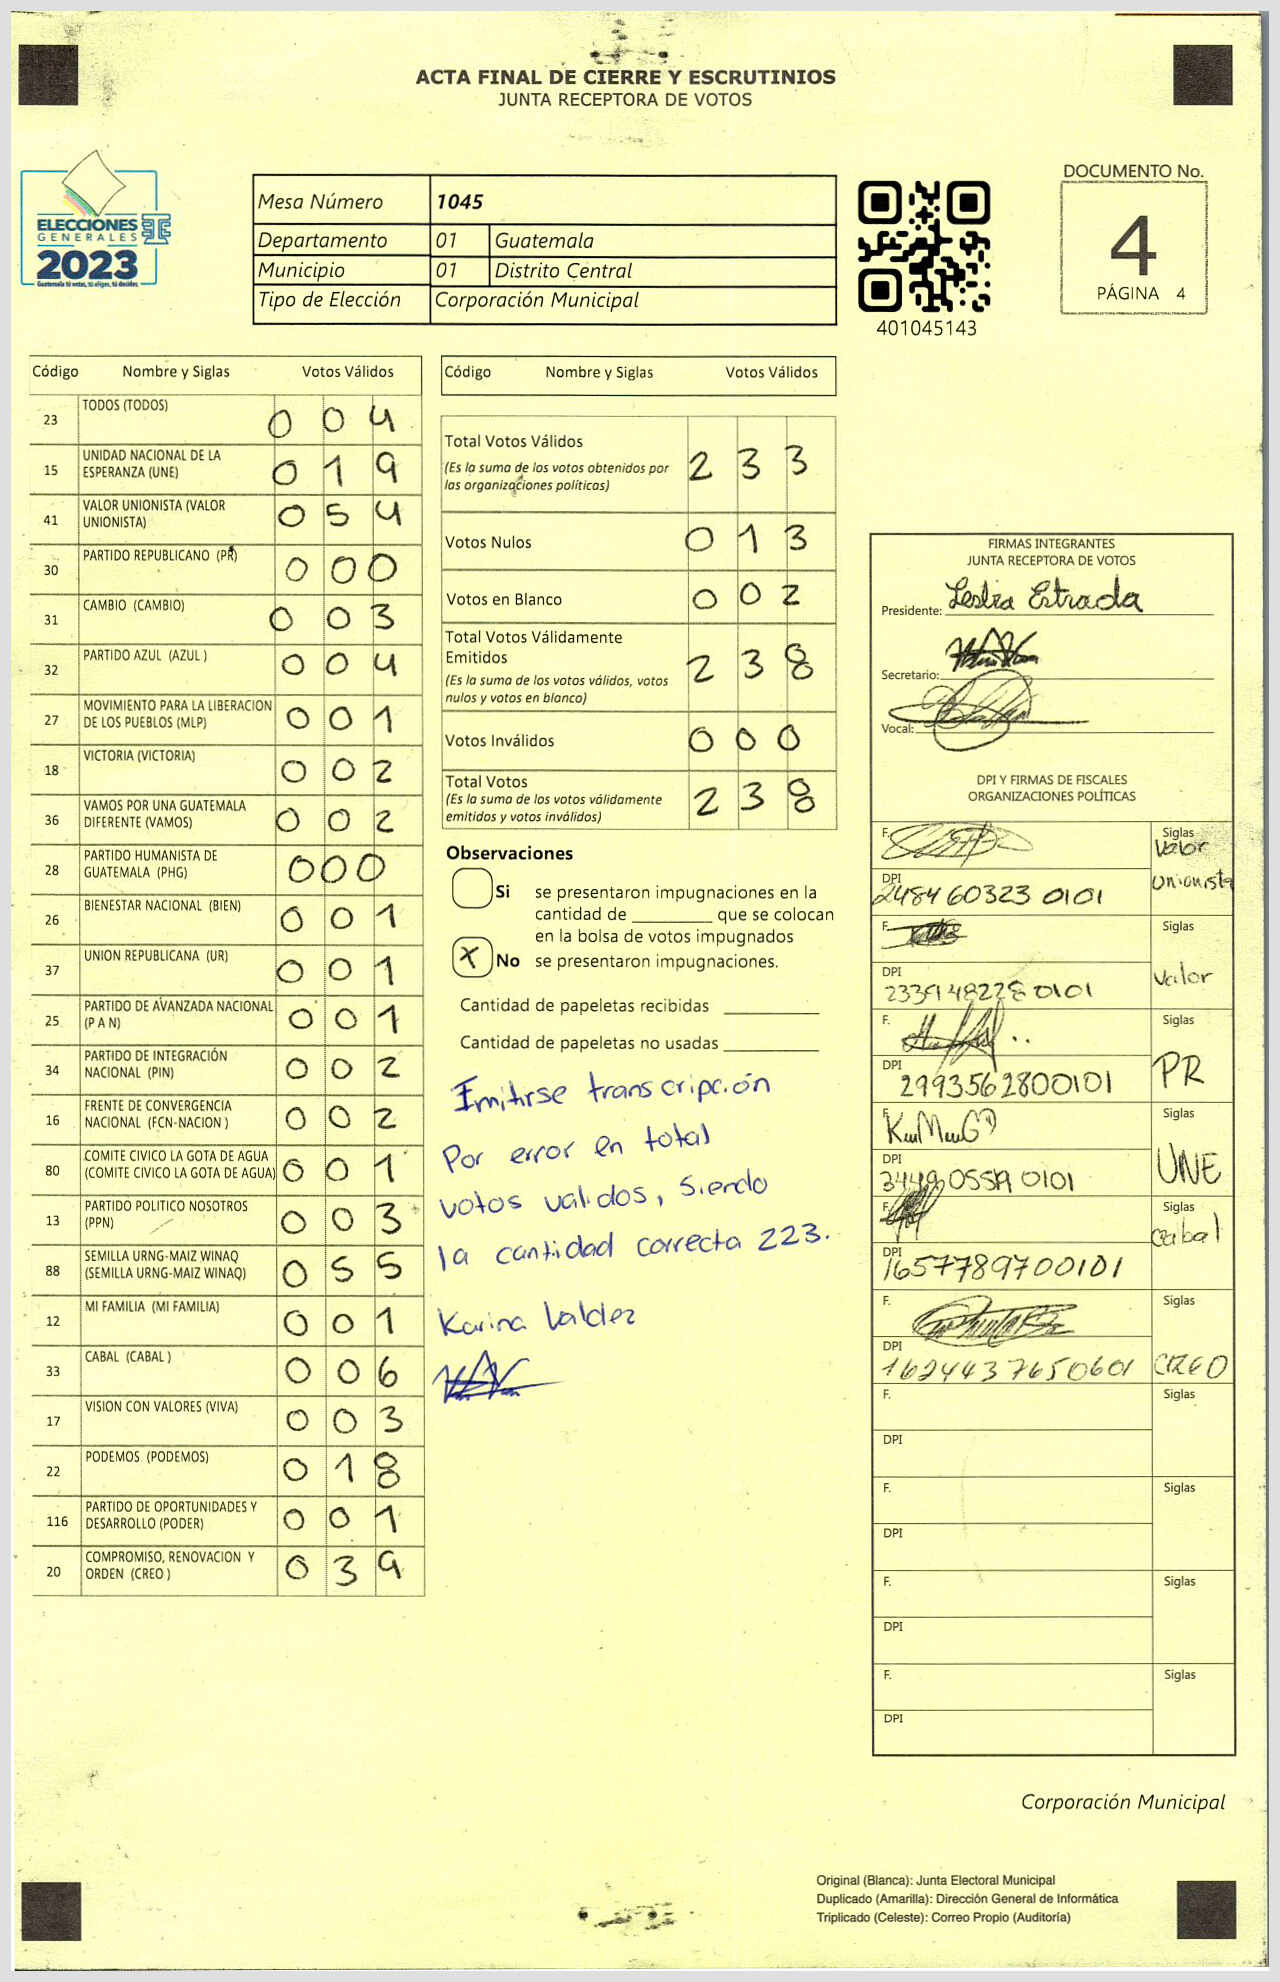 ACTA FINAL DE CIERRE Y ESCRUTINIOS
JUNTA RECEPTORA DE VOTOS
ELECCIONES
GENERALES
2023
Guatemala tú votas, tú eliges, tú decides
Mesa Número 1045
Departamento 01 Guatemala
Municipio 01 Distrito Central
Tipo de Elección Corporación Municipal
401045143
DOCUMENTO No.
4
PÁGINA 4
Código Nombre y Siglas Votos Válidos
23 TODOS (TODOS) 0 0 4
15 UNIDAD NACIONAL DE LA
ESPERANZA (UNE) 0 1 9
41 VALOR UNIONISTA (VALOR
UNIONISTA) 0 5 4
30 PARTIDO REPUBLICANO (PR) 0 0 0
31 CAMBIO (CAMBIO) 0 0 3
32 PARTIDO AZUL (AZUL ) 0 0 4
27 MOVIMIENTO PARA LA LIBERACION
DE LOS PUEBLOS (MLP) 0 0 1
18 VICTORIA (VICTORIA) 0 0 2
36 VAMOS POR UNA GUATEMALA
DIFERENTE (VAMOS) 0 0 2
28 PARTIDO HUMANISTA DE
GUATEMALA (PHG) 0 0 0
26 BIENESTAR NACIONAL (BIEN) 0 0 1
37 UNION REPUBLICANA (UR) 0 0 1
25 PARTIDO DE AVANZADA NACIONAL
(P A N) 0 0 1
34 PARTIDO DE INTEGRACIÓN
NACIONAL (PIN) 0 0 2
16 FRENTE DE CONVERGENCIA
NACIONAL (FCN-NACION ) 0 0 2
80 COMITE CIVICO LA GOTA DE AGUA
(COMITE CIVICO LA GOTA DE AGUA) 0 0 1
13 PARTIDO POLITICO NOSOTROS
(PPN) 0 0 3
88 SEMILLA URNG-MAIZ WINAQ
(SEMILLA URNG-MAIZ WINAQ) 0 5 5
12 MI FAMILIA (MI FAMILIA) 0 0 1
33 CABAL (CABAL ) 0 0 6
17 VISION CON VALORES (VIVA) 0 0 3
22 PODEMOS (PODEMOS) 0 1 8
116 PARTIDO DE OPORTUNIDADES Y
DESARROLLO (PODER) 0 0 1
20 COMPROMISO, RENOVACION Y
ORDEN (CREO ) 0 3 9
Código Nombre y Siglas Votos Válidos
Total Votos Válidos
(Es la suma de los votos obtenidos por
las organizaciones políticas) 2 3 3
Votos Nulos 0 1 3
Votos en Blanco 0 0 2
Total Votos Válidamente
Emitidos
(Es la suma de los votos válidos, votos
nulos y votos en blanco) 2 3 8
Votos Inválidos 0 0 0
Total Votos
(Es la suma de los votos válidamente
emitidos y votos inválidos) 2 3 8
Observaciones
Si se presentaron impugnaciones en la
cantidad de ________ que se colocan
en la bolsa de votos impugnados
X No se presentaron impugnaciones.
Cantidad de papeletas recibidas
Cantidad de papeletas no usadas
Emitirse transcripción
Por error en total
votos validos, siendo
la cantidad correcta 223.
Karina Valdez
FIRMAS INTEGRANTES
JUNTA RECEPTORA DE VOTOS
Presidente: Leslia Estrada
Secretario:
Vocal:
DPI Y FIRMAS DE FISCALES
ORGANIZACIONES POLÍTICAS
F. Siglas
Valor
Unionista
DPI
2484 60323 0101
F. Siglas
Valor
DPI
2339 48228 0101
F. Siglas
PR
DPI
2993562800101
F. Siglas
UNE
DPI
F. Siglas
Cabal
DPI
1657789700101
F. Siglas
DPI
1624437650601 CREO
F. Siglas
DPI
F. Siglas
DPI
F. Siglas
DPI
F. Siglas
DPI
Corporación Municipal
Original (Blanca): Junta Electoral Municipal
Duplicado (Amarilla): Dirección General de Informática
Triplicado (Celeste): Correo Propio (Auditoría)